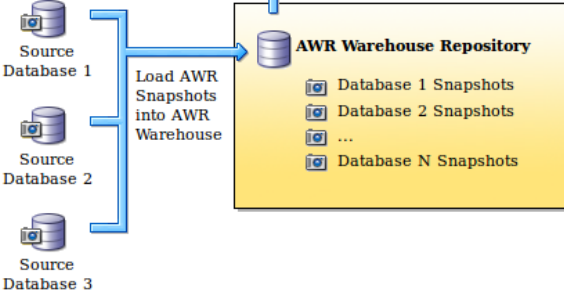 Source
Database 1
Source
Database 2
Source
Database 3
Load AWR
Snapshots
into AWR
Warehouse
AWR Warehouse Repository
Database 1 Snapshots
Database 2 Snapshots
...
Database N Snapshots